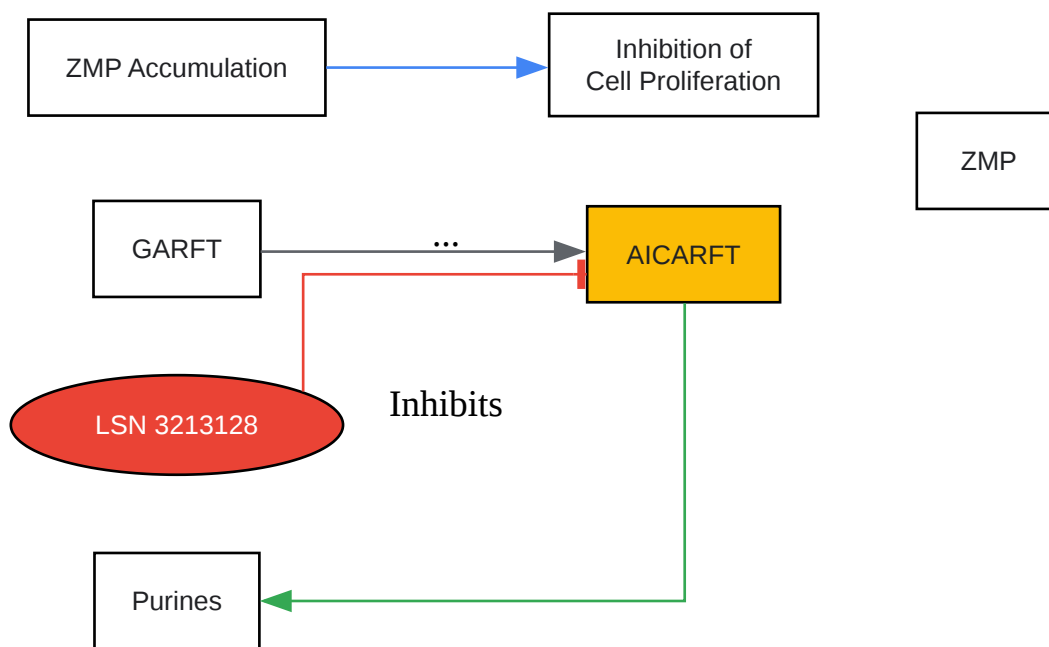 ZMP Accumulation
Inhibition of
Cell Proliferation
ZMP
GARFT
...
AICARFT
Inhibits
LSN 3213128
Purines